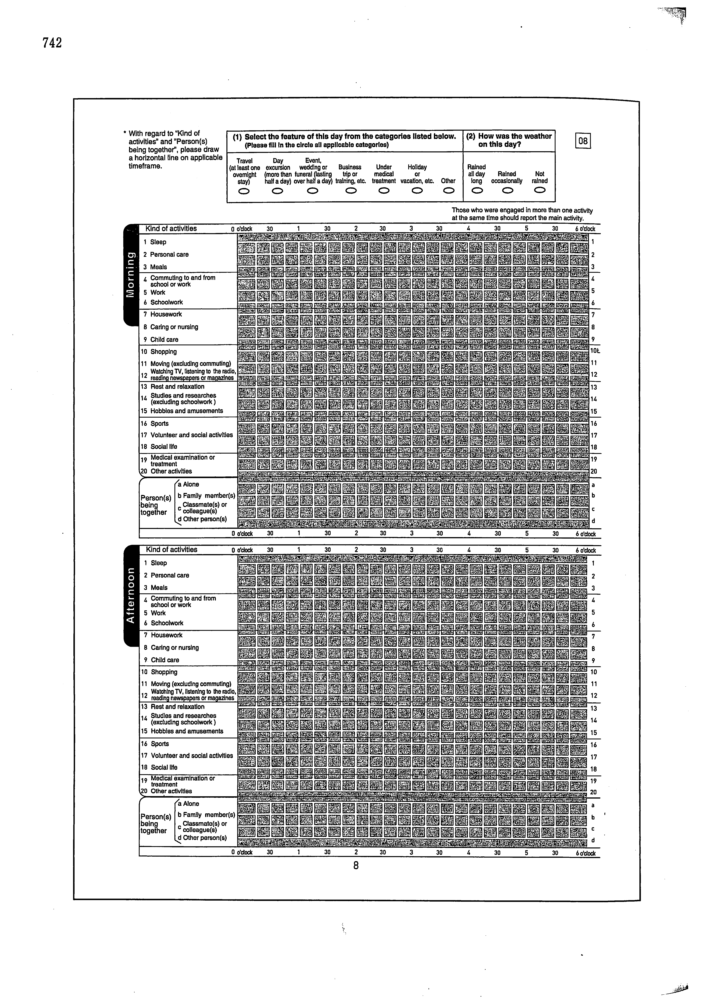 742
* With regard to "Kind of
activities" and "Person(s)
being together", please draw
a horizontal line on applicable
timeframe.
(1) Select the feature of this day from the categories listed below.
(Please fill in the circle all applicable categories)
Travel
(at least one
overnight
stay)
Day
excursion
(more than
half a day)
Event,
wedding or
funeral (lasting
over half a day)
Business
trip or
training, etc.
Under
medical
treatment
Holiday
or
vacation, etc.
Other
(2) How was the weather
on this day?
Rained
all day
long
Rained
occasionally
Not
rained
08
Those who were engaged in more than one activity
at the same time should report the main activity.
Morning
Kind of activities 0 o'clock 30 1 30 2 30 3 30 4 30 5 30 6 o'clock
1 Sleep 1
2 Personal care 2
3 Meals 3
4 Commuting to and from
school or work 4
5 Work 5
6 Schoolwork 6
7 Housework 7
8 Caring or nursing 8
9 Child care 9
10 Shopping 10t
11 Moving (excluding commuting) 11
12 Watching TV, listening to the radio,
reading newspapers or magazines 12
13 Rest and relaxation 13
14 Studies and researches
(excluding schoolwork ) 14
15 Hobbies and amusements 15
16 Sports 16
17 Volunteer and social activities 17
18 Social life 18
19 Medical examination or
treatment 19
20 Other activities 20
Person(s)
being
together
a Alone a
b Family member(s) b
c Classmate(s) or
colleague(s) c
d Other person(s) d
0 o'clock 30 1 30 2 30 3 30 4 30 5 30 6 o'clock
Afternoon
Kind of activities 0 o'clock 30 1 30 2 30 3 30 4 30 5 30 6 o'clock
1 Sleep 1
2 Personal care 2
3 Meals 3
4 Commuting to and from
school or work 4
5 Work 5
6 Schoolwork 6
7 Housework 7
8 Caring or nursing 8
9 Child care 9
10 Shopping 10
11 Moving (excluding commuting) 11
12 Watching TV, listening to the radio,
reading newspapers or magazines 12
13 Rest and relaxation 13
14 Studies and researches
(excluding schoolwork ) 14
15 Hobbies and amusements 15
16 Sports 16
17 Volunteer and social activities 17
18 Social life 18
19 Medical examination or
treatment 19
20 Other activities 20
Person(s)
being
together
a Alone a
b Family member(s) b
c Classmate(s) or
colleague(s) c
d Other person(s) d
0 o'clock 30 1 30 2 30 3 30 4 30 5 30 6 o'clock
8